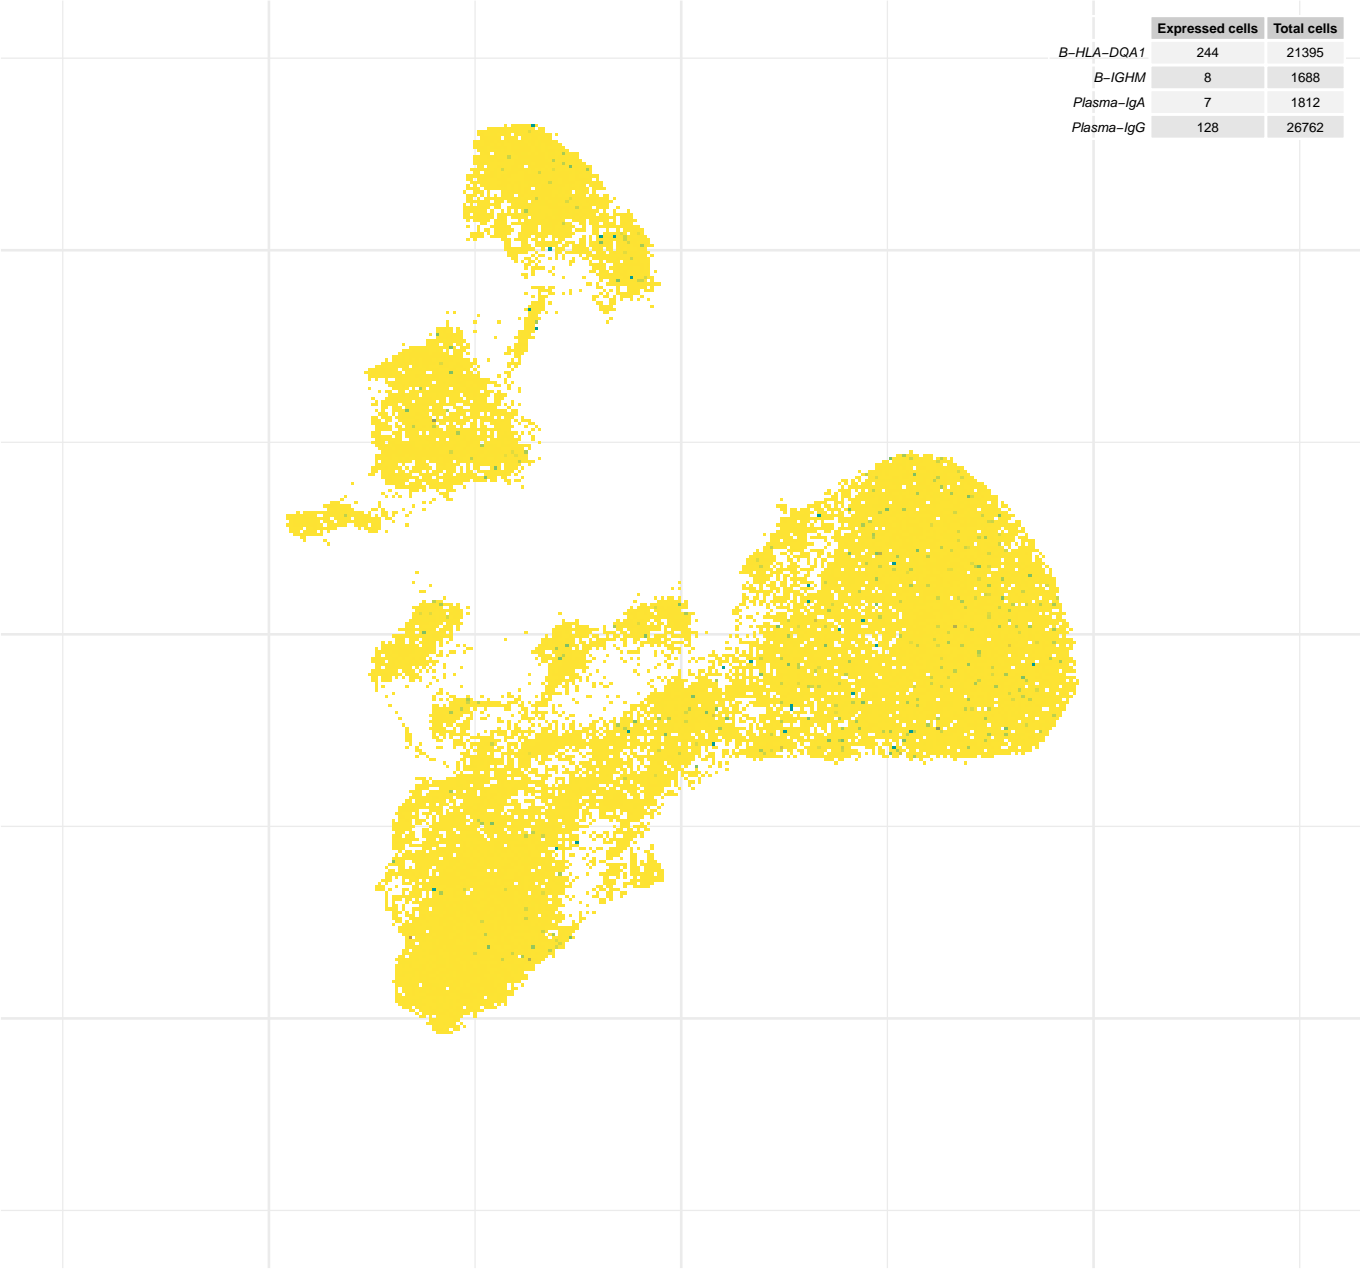 Expressed cells Total cells
B−HLA−DQA1 244 21395
B−IGHM 8 1688
Plasma−IgA 7 1812
Plasma−IgG 128 26762